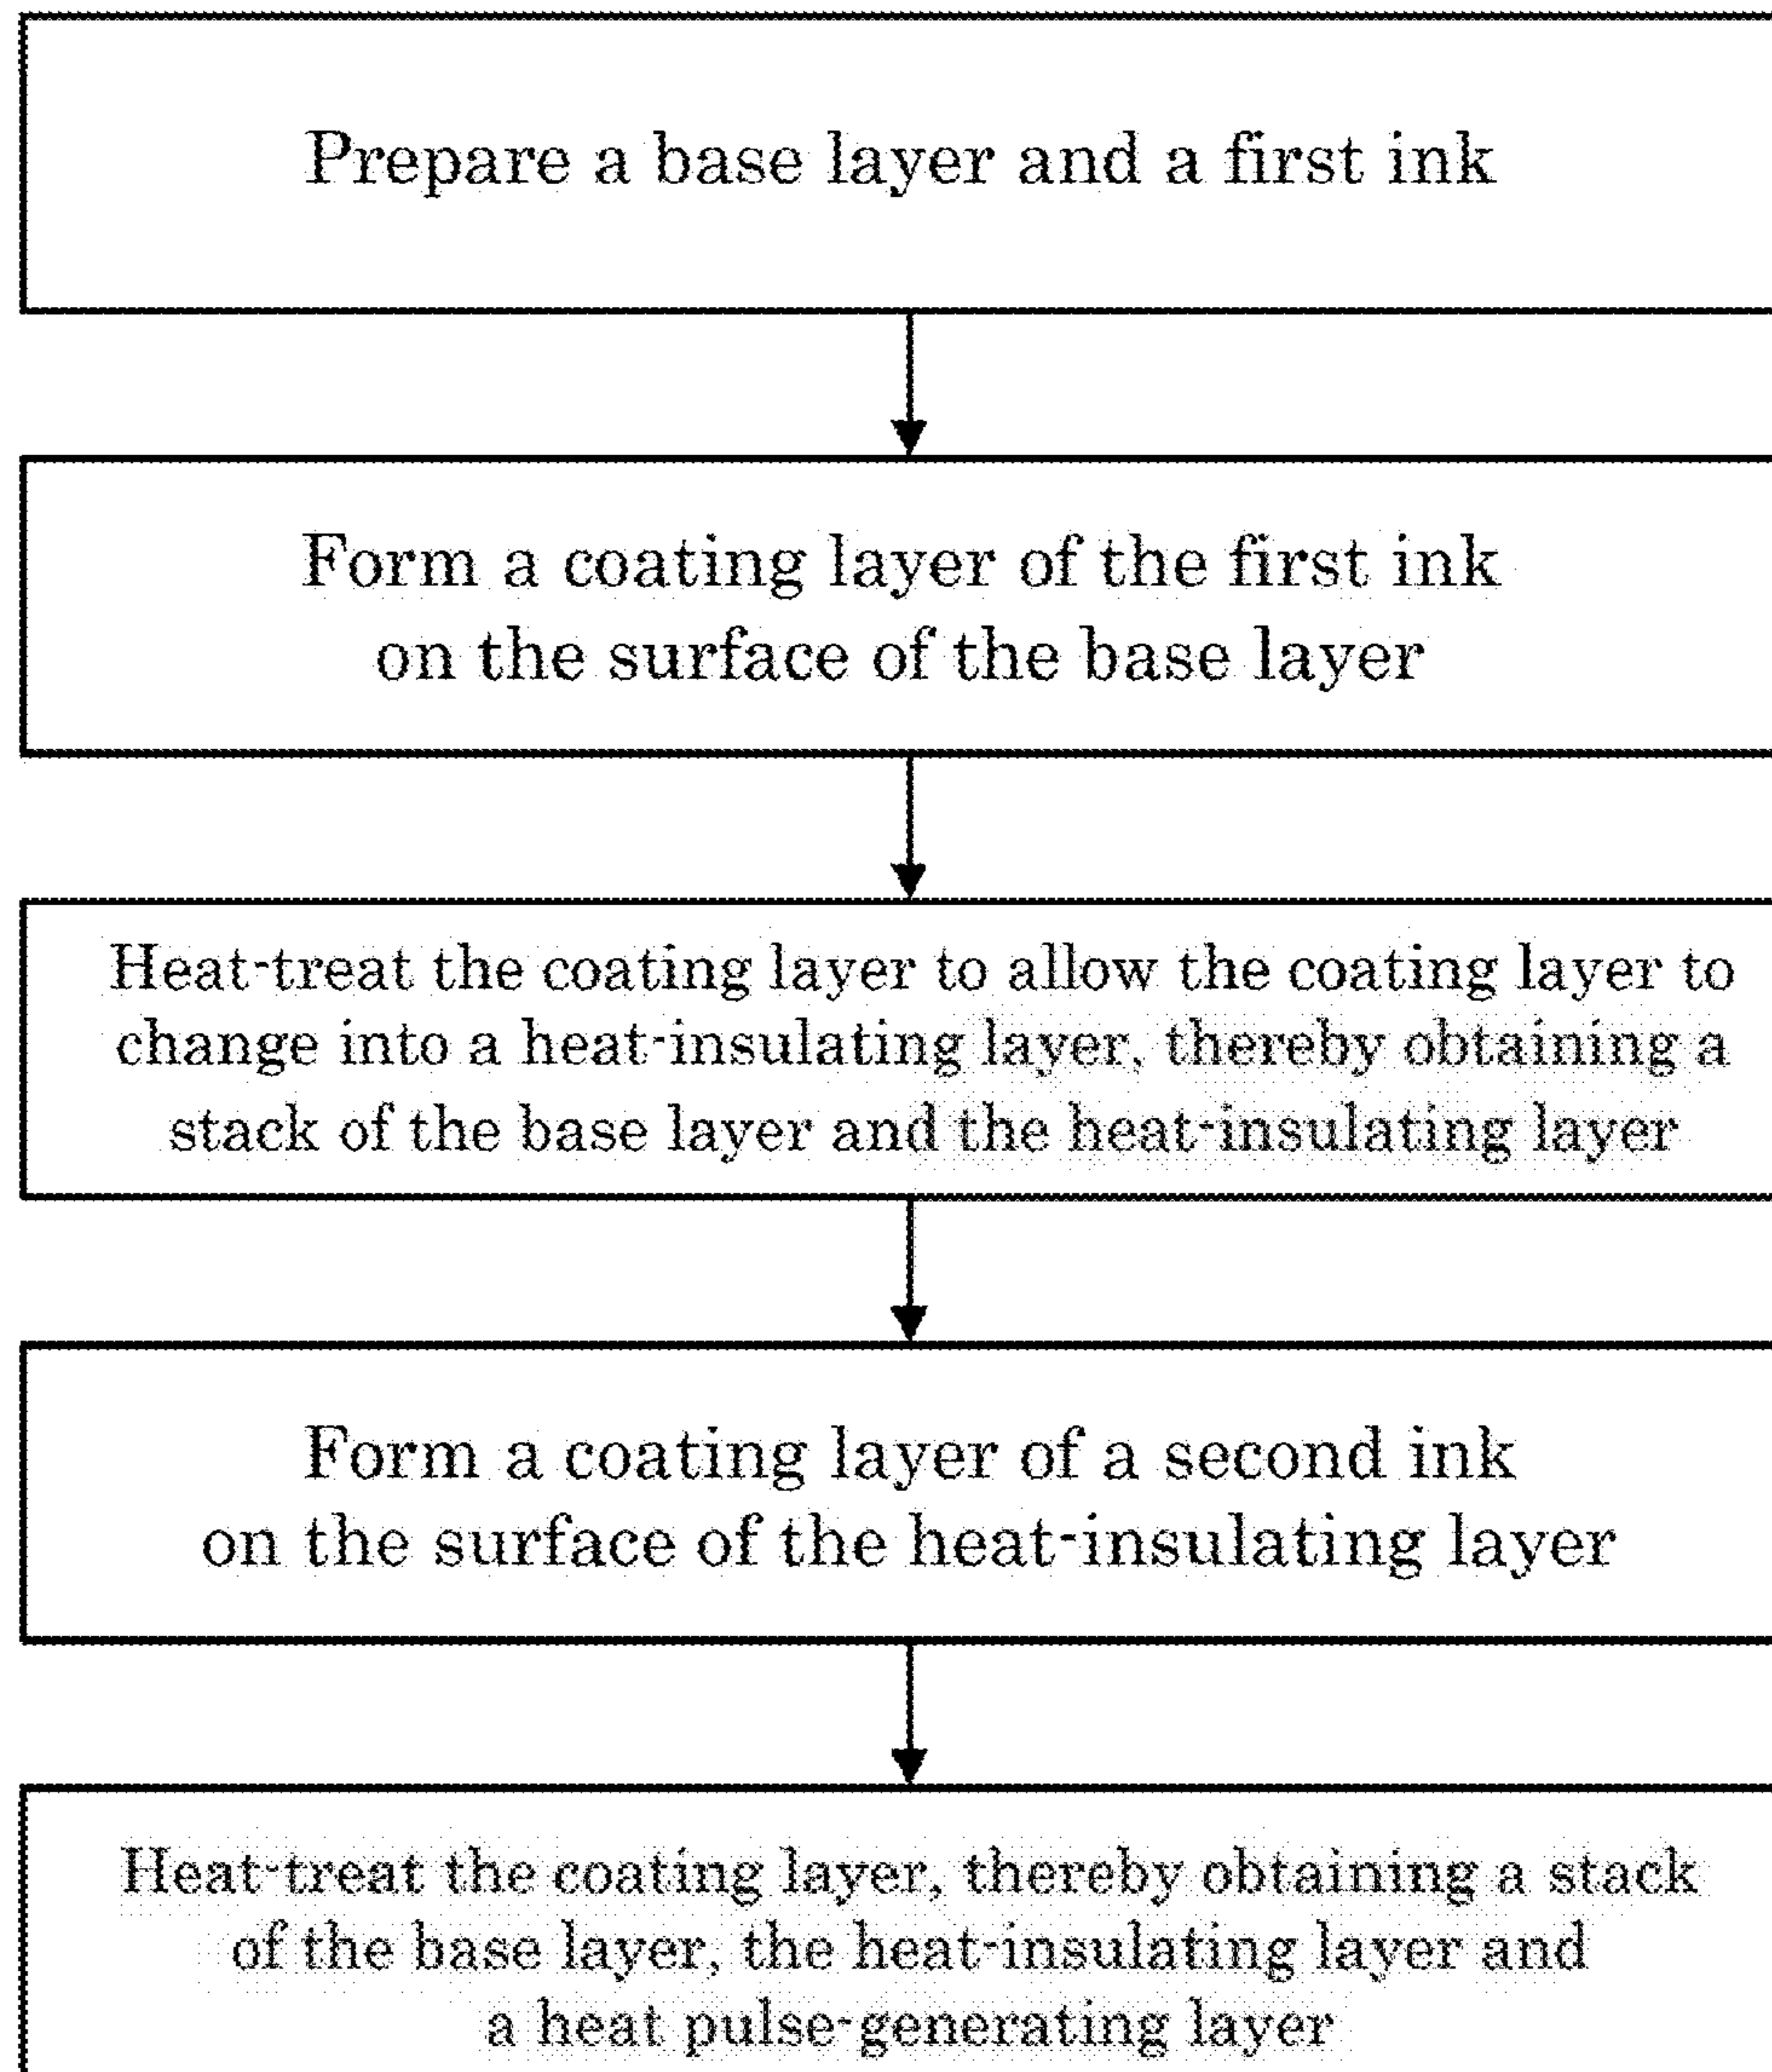 Prepare a base layer and a first ink
Form a coating layer of the first ink
on the surface of the base layer
Heat-treat the coating layer to allow the coating layer to
change into a heat-insulating layer, thereby obtaining a
stack of the base layer and the heat-insulating layer
Form a coating layer of a second ink
on the surface of the heat-insulating layer
Heat-treat the coating layer, thereby obtaining a stack
of the base layer, the heat-insulating layer and
a heat pulse-generating layer